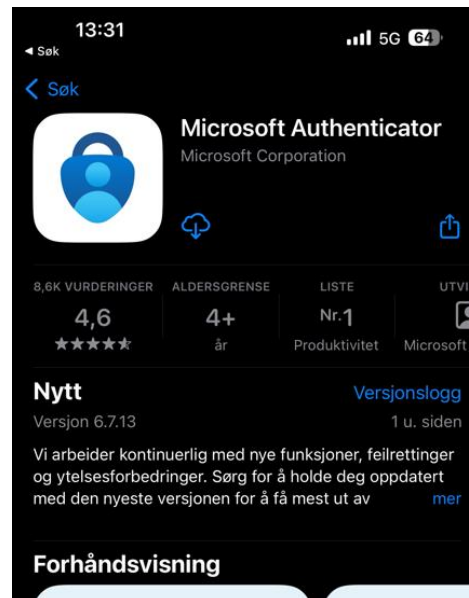 13:31
5G 64
Søk
Søk
Microsoft Authenticator
Microsoft Corporation
8,6K VURDERINGER ALDERSGRENSE LISTE
4,6 4+ Nr.1
år Produktivitet Microsoft
Nytt Versjonslogg
Versjon 6.7.13 1 u. siden
Vi arbeider kontinuerlig med nye funksjoner, feilrettinger
og ytelsesforbedringer. Sørg for å holde deg oppdatert
med den nyeste versjonen for å få mest ut av mer
Forhåndsvisning